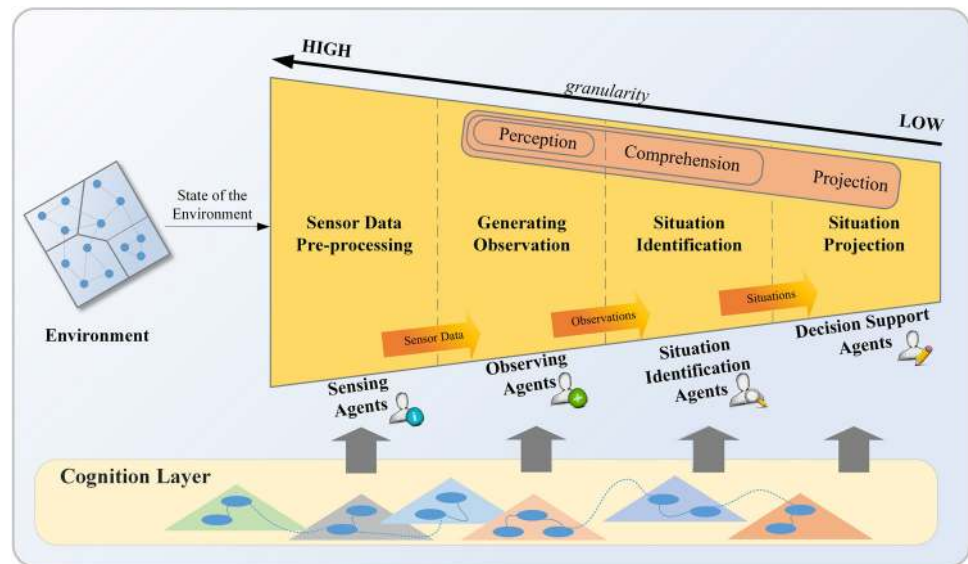 HIGH
granularity
LOW
Perception
Comprehension
Projection
State of the
Environment
Sensor Data
Pre-processing
Generating
Observation
Situation
Identification
Situation
Projection
Environment
Sensor Data
Observations
Situations
Sensing
Agents
Observing
Agents
Situation
Identification
Agents
Decision Support
Agents
Cognition Layer